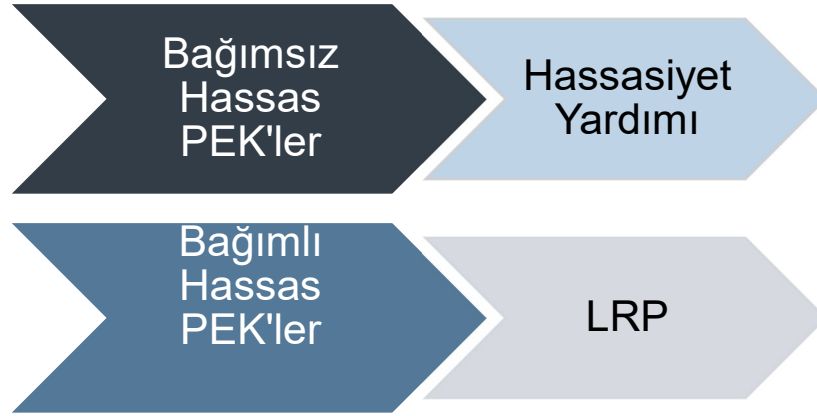 Bağımsız
Hassas
PEK'ler
Hassasiyet
Yardımı
Bağımlı
Hassas
PEK'ler
LRP